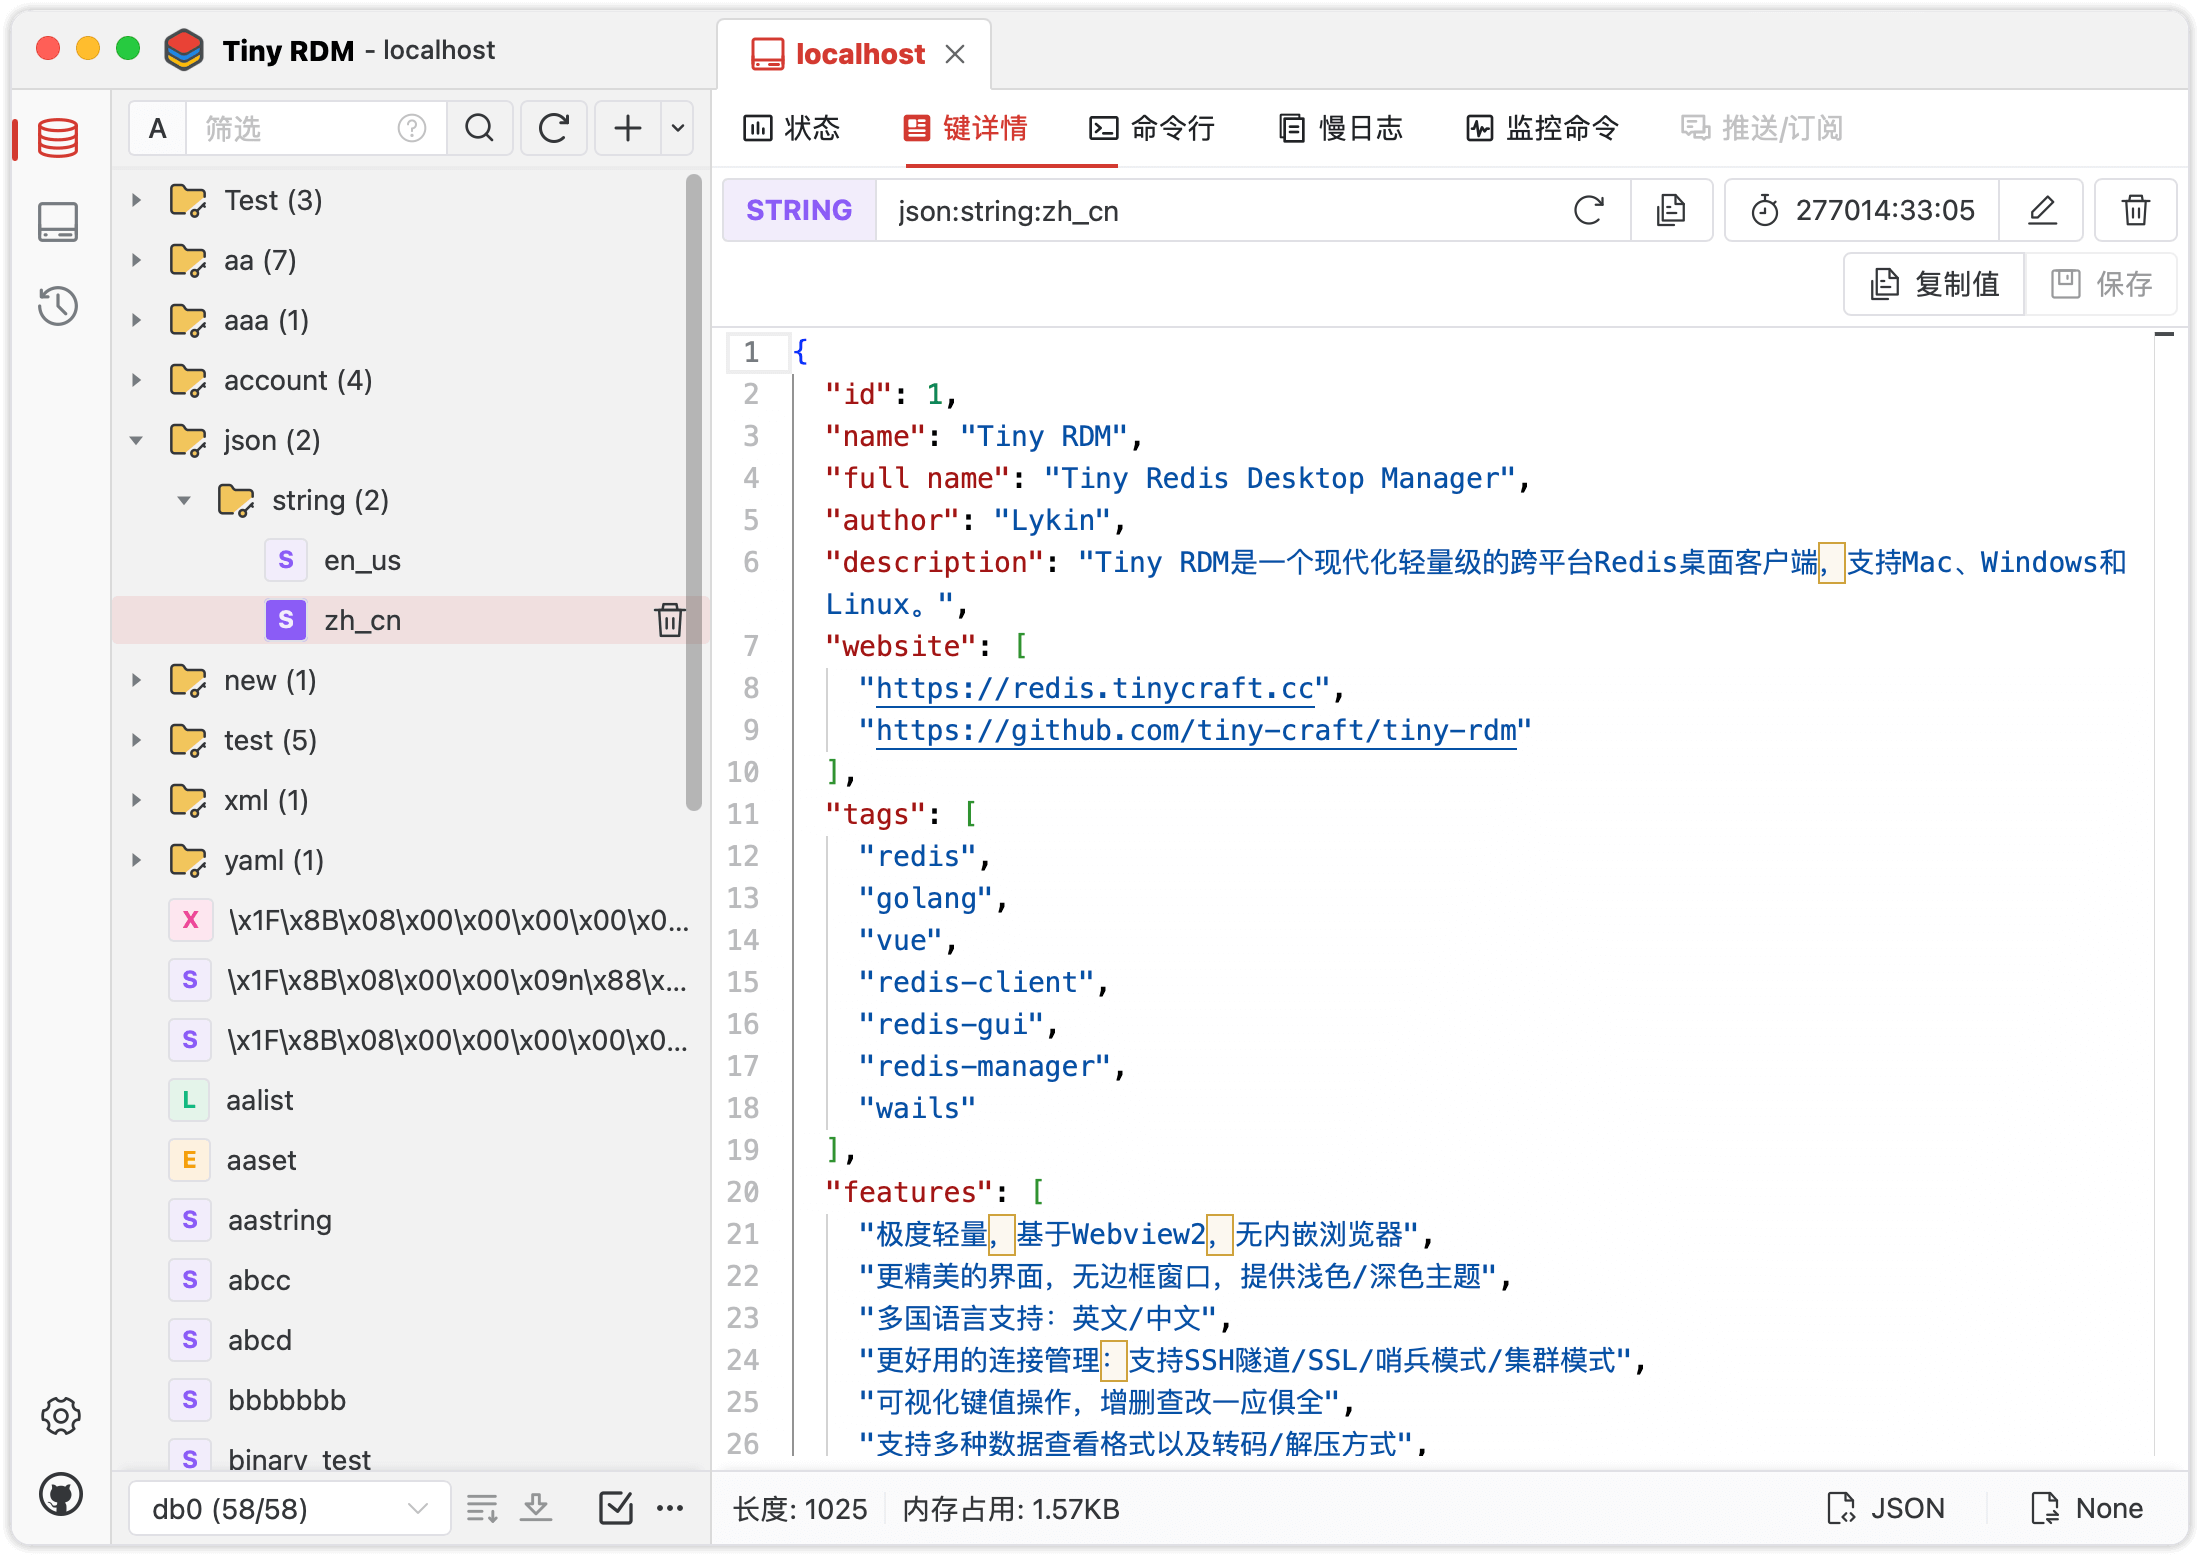 Tiny RDM - localhost
localhost
A
筛选
状态
键详情
命令行
慢日志
监控命令
推送/订阅
Test (3)
aa (7)
aaa (1)
account (4)
json (2)
string (2)
S en_us
S zh_cn
new (1)
test (5)
xml (1)
yaml (1)
X \x1F\x8B\x08\x00\x00\x00\x00\x0...
S \x1F\x8B\x08\x00\x00\x09n\x88\x...
S \x1F\x8B\x08\x00\x00\x00\x00\x0...
L aalist
E aaset
S aastring
S abcc
S abcd
S bbbbbbb
S binary_test
db0 (58/58)
STRING json:string:zh_cn 277014:33:05
复制值 保存
1 {
2 "id": 1,
3 "name": "Tiny RDM",
4 "full name": "Tiny Redis Desktop Manager",
5 "author": "Lykin",
6 "description": "Tiny RDM是一个现代化轻量级的跨平台Redis桌面客户端，支持Mac、Windows和
Linux。",
7 "website": [
8 "https://redis.tinycraft.cc",
9 "https://github.com/tiny-craft/tiny-rdm"
10 ],
11 "tags": [
12 "redis",
13 "golang",
14 "vue",
15 "redis-client",
16 "redis-gui",
17 "redis-manager",
18 "wails"
19 ],
20 "features": [
21 "极度轻量，基于Webview2，无内嵌浏览器",
22 "更精美的界面，无边框窗口，提供浅色/深色主题",
23 "多国语言支持：英文/中文",
24 "更好用的连接管理：支持SSH隧道/SSL/哨兵模式/集群模式",
25 "可视化键值操作，增删查改一应俱全",
26 "支持多种数据查看格式以及转码/解压方式",
长度: 1025 内存占用: 1.57KB
JSON
None